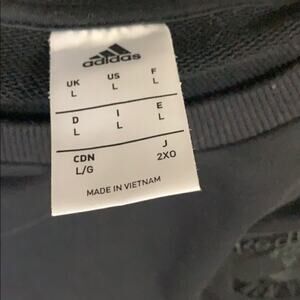 adidas
UK US F
L L L
D I E
L L L
CDN J
L/G 2XO
MADE IN VIETNAM